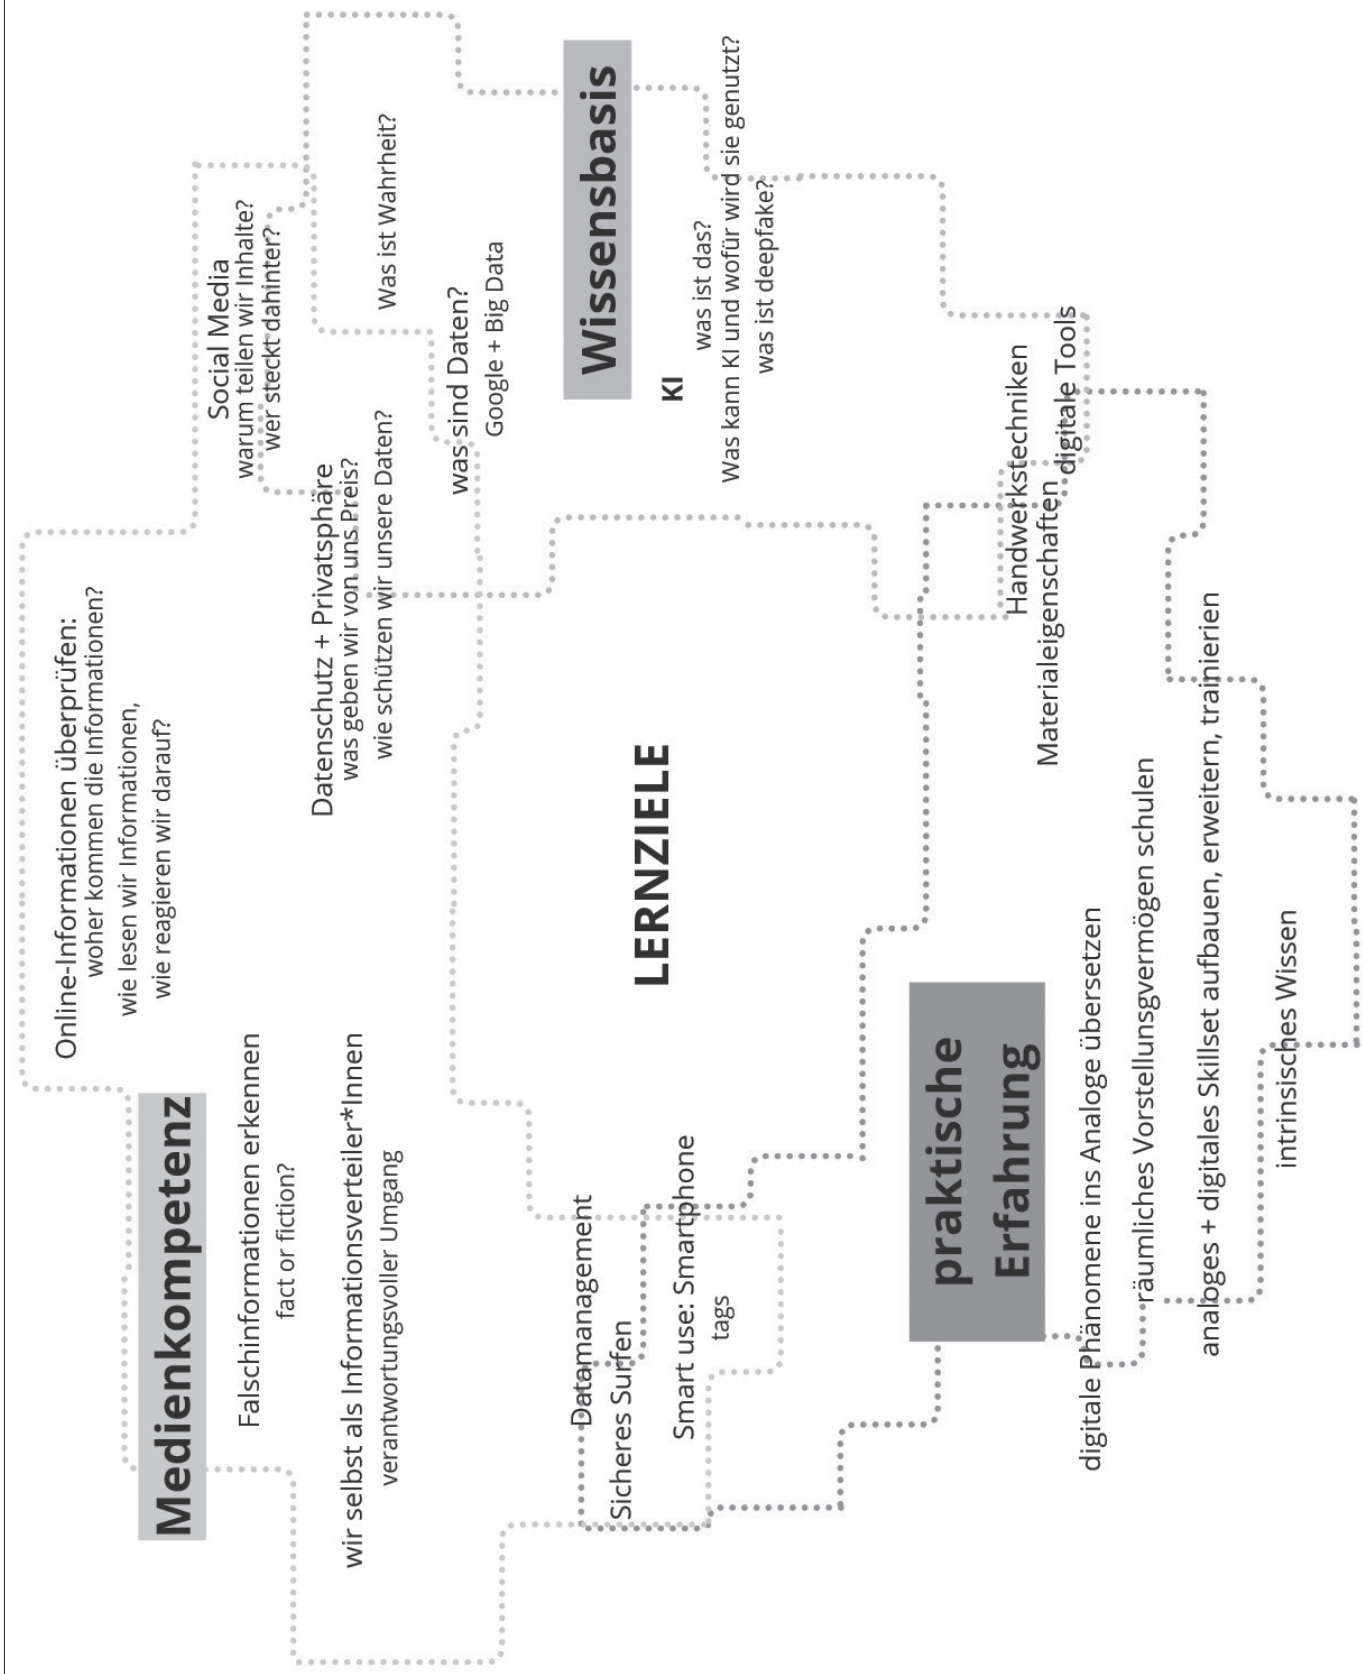 Medienkompetenz
Online-Informationen überprüfen:
woher kommen die Informationen?
wie lesen wir Informationen,
wie reagieren wir darauf?
Falschinformationen erkennen
fact or fiction?
wir selbst als Informationsverteiler*Innen
verantwortungsvoller Umgang
Social Media
warum teilen wir Inhalte?
wer steckt dahinter?
Datenschutz + Privatsphäre
was geben wir von uns Preis?
wie schützen wir unsere Daten?
Was ist Wahrheit?
was sind Daten?
Google + Big Data
Wissensbasis
KI
was ist das?
Was kann KI und wofür wird sie genutzt?
was ist deepfake?
LERNZIELE
Datamanagement
Sicheres Surfen
Smart use: Smartphone
tags
Handwerkstechniken
Materialeigenschaften
digitale Tools
praktische
Erfahrung
digitale Phänomene ins Analoge übersetzen
räumliches Vorstellungsvermögen schulen
analoges + digitales Skillset aufbauen, erweitern, trainierien
intrinsisches Wissen